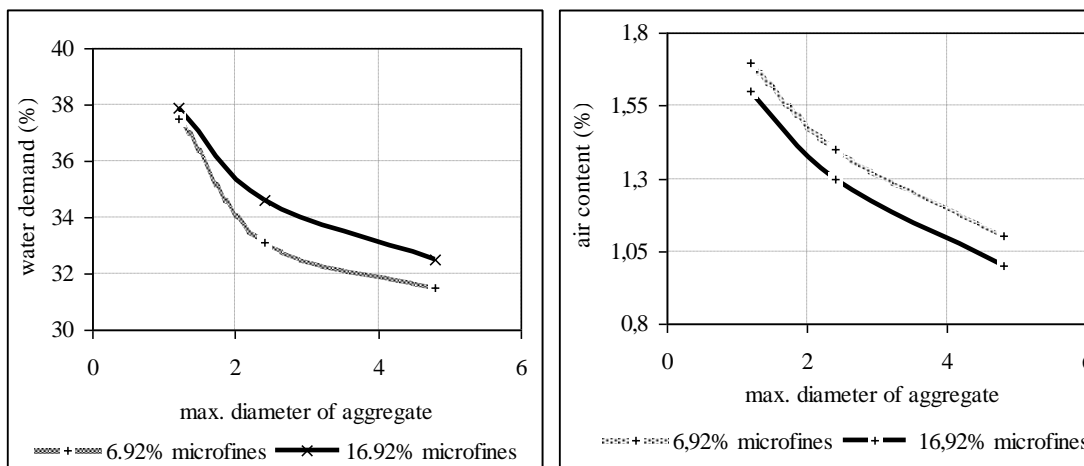 40
38
36
34
32
30
water demand (%)
0 2 4 6
max. diameter of aggregate
6.92% microfines 16.92% microfines
1,8
1,55
1,3
1,05
0,8
air content (%)
0 2 4 6
max. diameter of aggregate
6,92% microfines 16,92% microfines